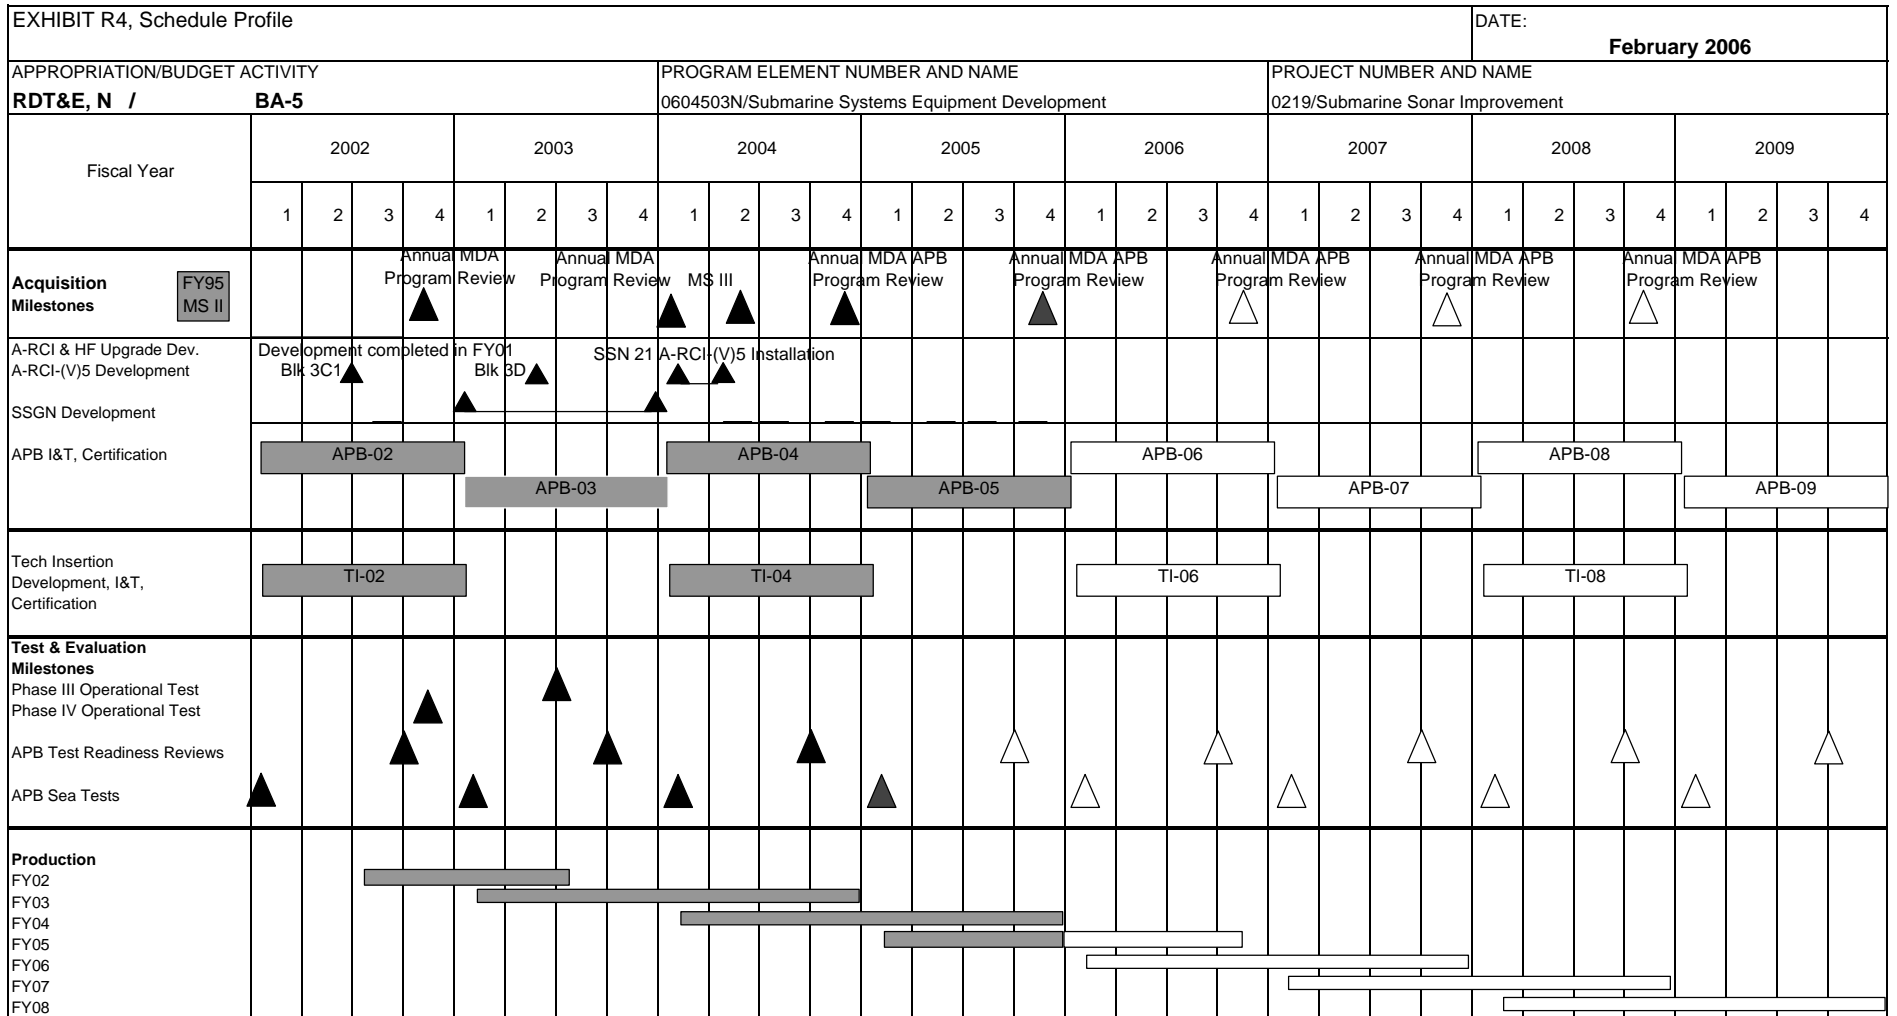 EXHIBIT R4, Schedule Profile
DATE:
February 2006
APPROPRIATION/BUDGET ACTIVITY
PROGRAM ELEMENT NUMBER AND NAME
PROJECT NUMBER AND NAME
RDT&E, N / BA-5
0604503N/Submarine Systems Equipment Development
0219/Submarine Sonar Improvement
Fiscal Year
2002 2003 2004 2005 2006 2007 2008 2009
1 2 3 4 1 2 3 4 1 2 3 4 1 2 3 4 1 2 3 4 1 2 3 4 1 2 3 4 1 2 3 4
Acquisition
Milestones
FY95
MS II
Annual MDA
Program Review
Annual MDA
Program Review
MS III
Annual MDA APB
Program Review
Annual MDA APB
Program Review
Annual MDA APB
Program Review
Annual MDA APB
Program Review
Annual MDA APB
Program Review
A-RCI & HF Upgrade Dev.
A-RCI-(V)5 Development
Development completed in FY01
Blk 3C1
Blk 3D
SSN 21 A-RCI-(V)5 Installation
SSGN Development
APB I&T, Certification
APB-02
APB-04
APB-06
APB-08
APB-03
APB-05
APB-07
APB-09
Tech Insertion
Development, I&T,
Certification
TI-02
TI-04
TI-06
TI-08
Test & Evaluation
Milestones
Phase III Operational Test
Phase IV Operational Test
APB Test Readiness Reviews
APB Sea Tests
Production
FY02
FY03
FY04
FY05
FY06
FY07
FY08